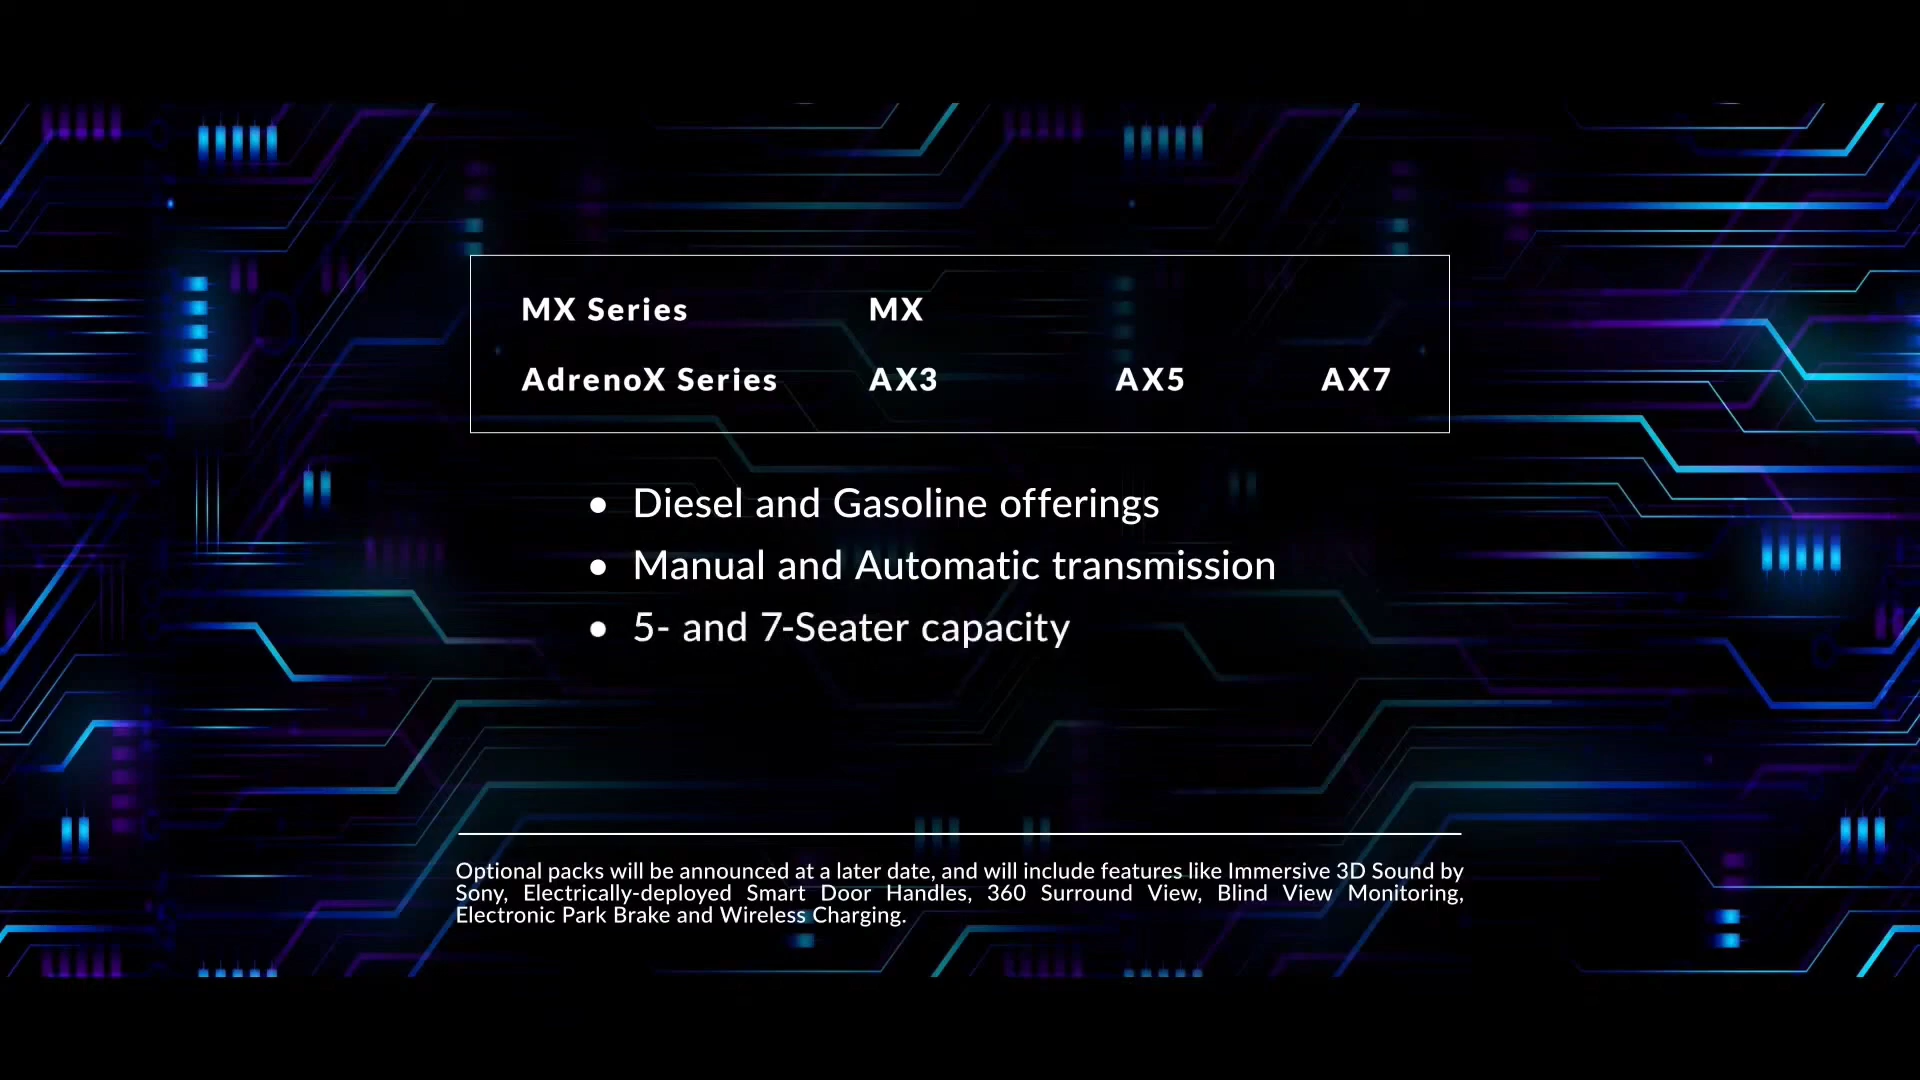 MX Series MX
AdrenoX Series AX3 AX5 AX7
• Diesel and Gasoline offerings
• Manual and Automatic transmission
• 5- and 7-Seater capacity
Optional packs will be announced at a later date, and will include features like Immersive 3D Sound by
Sony, Electrically-deployed Smart Door Handles, 360 Surround View, Blind View Monitoring,
Electronic Park Brake and Wireless Charging.